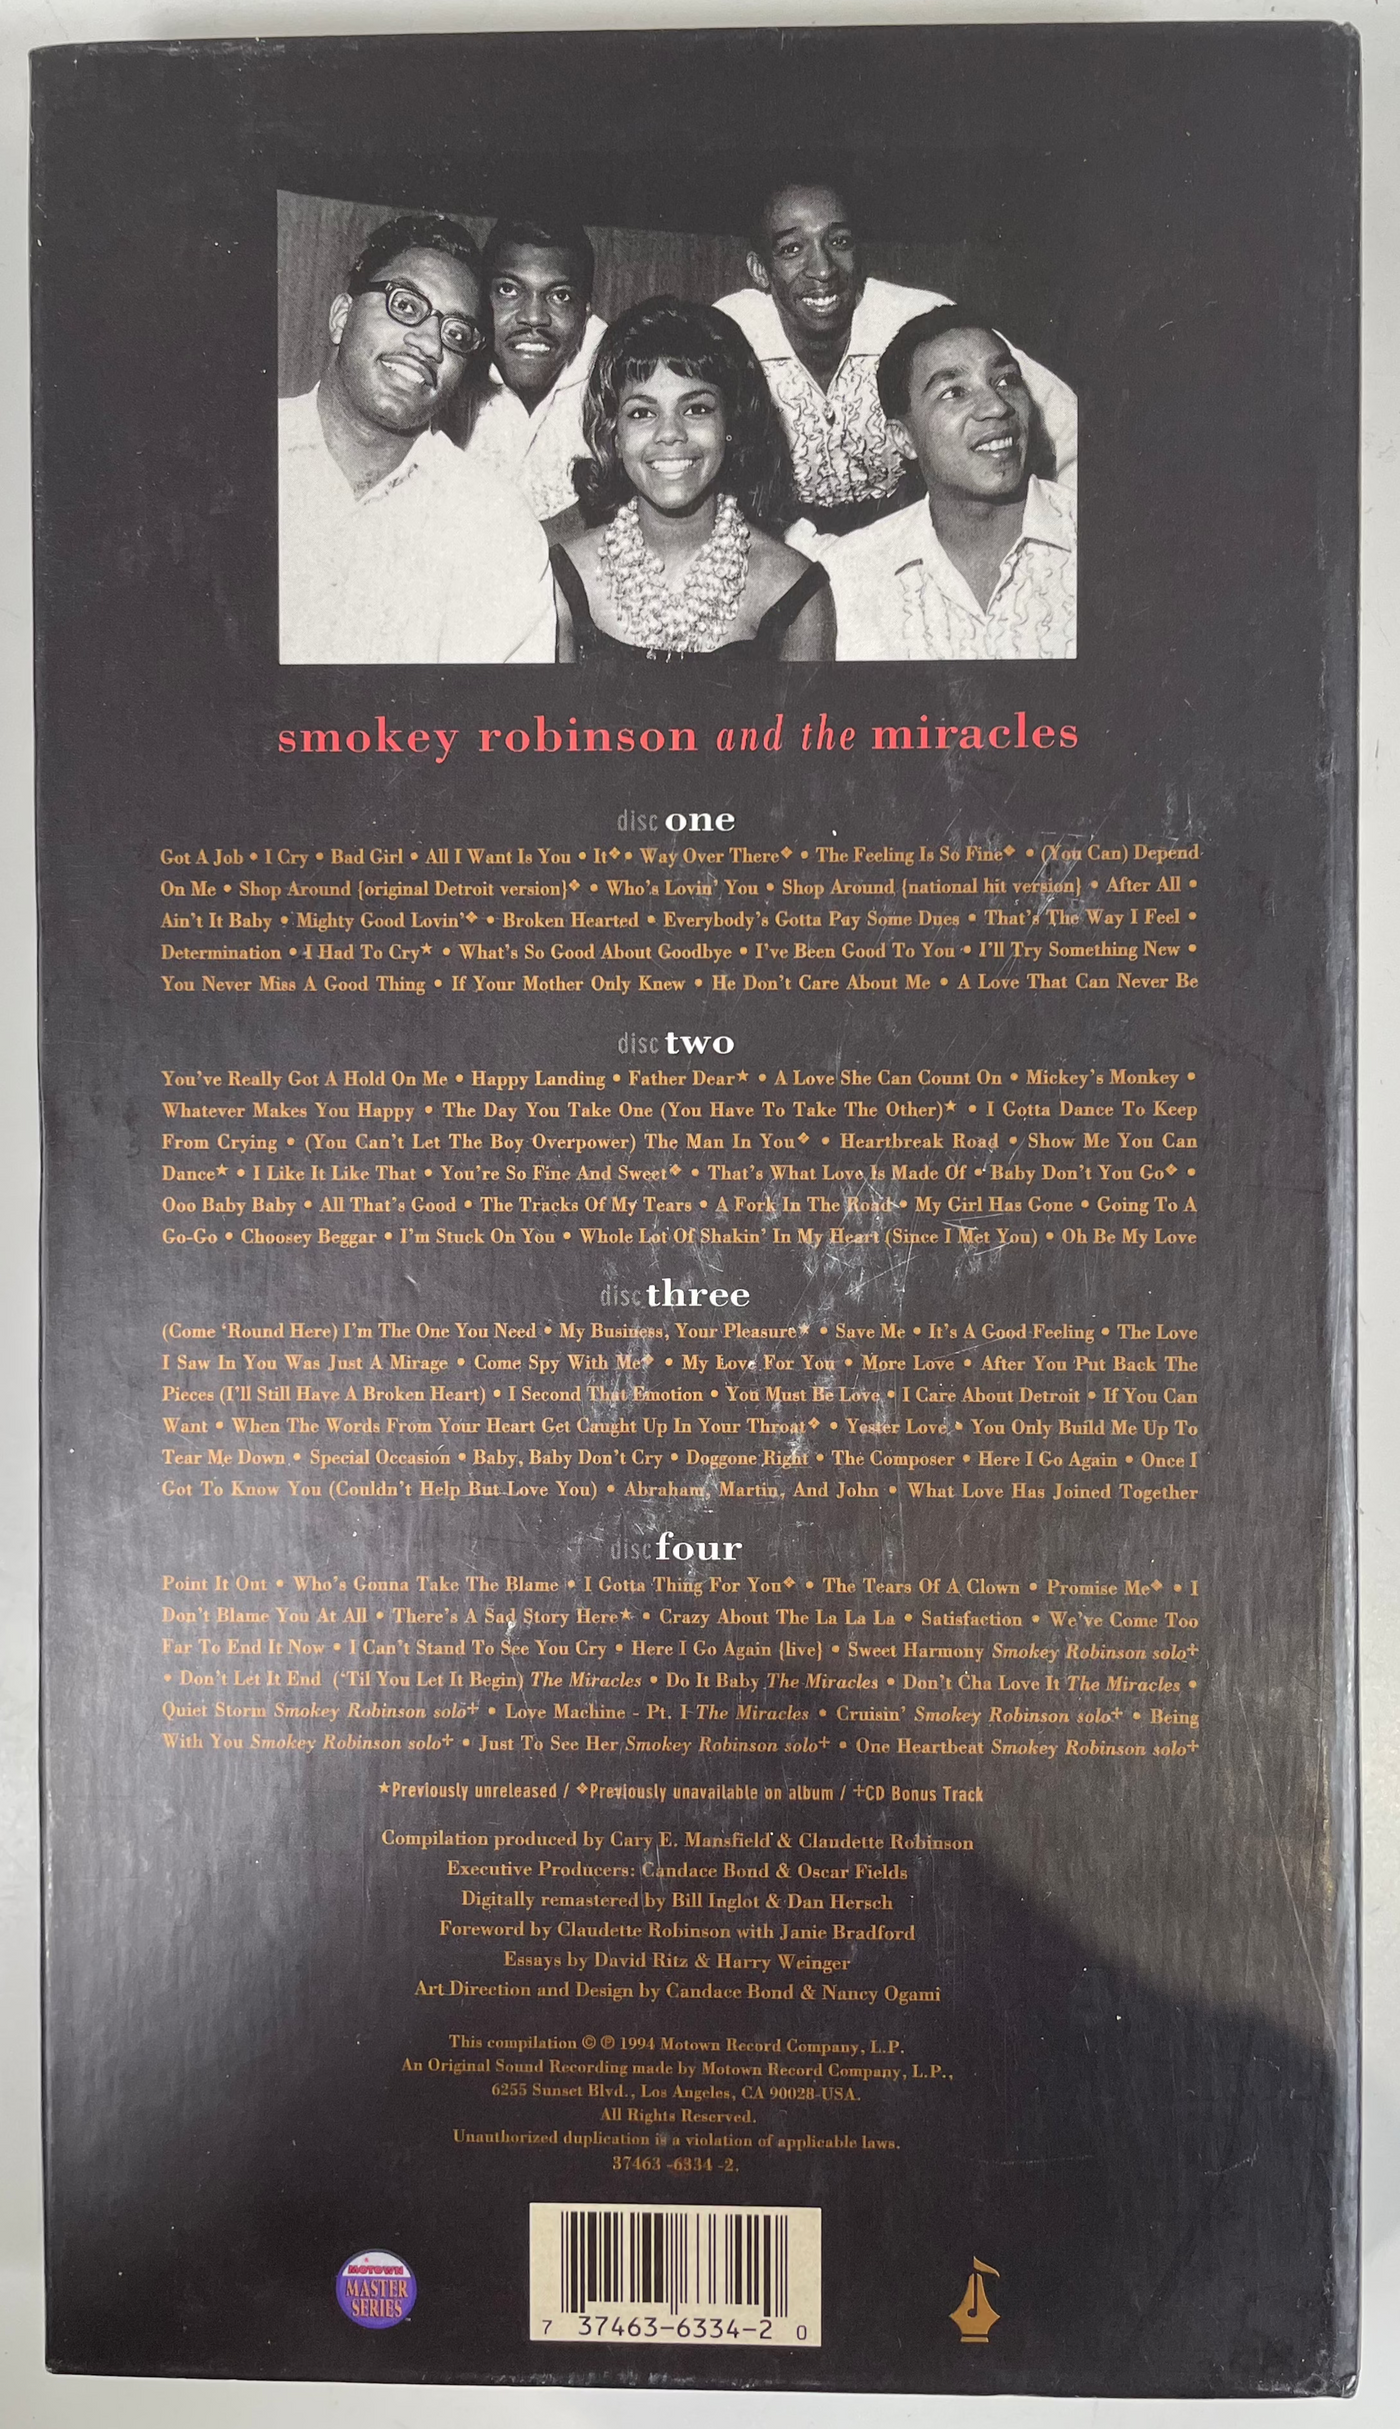 smokey robinson and the miracles
disc one
Got A Job • I Cry • Bad Girl • All I Want Is You • It❖ • Way Over There❖ • The Feeling Is So Fine❖ • (You Can) Depend
On Me • Shop Around {original Detroit version}❖ • Who's Lovin' You • Shop Around {national hit version} • After All •
Ain't It Baby • Mighty Good Lovin'❖ • Broken Hearted • Everybody's Gotta Pay Some Dues • That's The Way I Feel •
Determination • I Had To Cry★ • What's So Good About Goodbye • I've Been Good To You • I'll Try Something New •
You Never Miss A Good Thing • If Your Mother Only Knew • He Don't Care About Me • A Love That Can Never Be
disc two
You've Really Got A Hold On Me • Happy Landing • Father Dear★ • A Love She Can Count On • Mickey's Monkey •
Whatever Makes You Happy • The Day You Take One (You Have To Take The Other)★ • I Gotta Dance To Keep
From Crying • (You Can't Let The Boy Overpower) The Man In You❖ • Heartbreak Road • Show Me You Can
Dance★ • I Like It Like That • You're So Fine And Sweet❖ • That's What Love Is Made Of • Baby Don't You Go❖ •
Ooo Baby Baby • All That's Good • The Tracks Of My Tears • A Fork In The Road • My Girl Has Gone • Going To A
Go-Go • Choosey Beggar • I'm Stuck On You • Whole Lot Of Shakin' In My Heart (Since I Met You) • Oh Be My Love
disc three
(Come 'Round Here) I'm The One You Need • My Business, Your Pleasure★ • Save Me • It's A Good Feeling • The Love
I Saw In You Was Just A Mirage • Come Spy With Me❖ • My Love For You • More Love • After You Put Back The
Pieces (I'll Still Have A Broken Heart) • I Second That Emotion • You Must Be Love • I Care About Detroit • If You Can
Want • When The Words From Your Heart Get Caught Up In Your Throat❖ • Yester Love • You Only Build Me Up To
Tear Me Down • Special Occasion • Baby, Baby Don't Cry • Doggone Right • The Composer • Here I Go Again • Once I
Got To Know You (Couldn't Help But Love You) • Abraham, Martin, And John • What Love Has Joined Together
disc four
Point It Out • Who's Gonna Take The Blame • I Gotta Thing For You❖ • The Tears Of A Clown • Promise Me❖ • I
Don't Blame You At All • There's A Sad Story Here★ • Crazy About The La La La • Satisfaction • We've Come Too
Far To End It Now • I Can't Stand To See You Cry • Here I Go Again {live} • Sweet Harmony Smokey Robinson solo+
• Don't Let It End ('Til You Let It Begin) The Miracles • Do It Baby The Miracles • Don't Cha Love It The Miracles •
Quiet Storm Smokey Robinson solo+ • Love Machine - Pt. I The Miracles • Cruisin' Smokey Robinson solo+ • Being
With You Smokey Robinson solo+ • Just To See Her Smokey Robinson solo+ • One Heartbeat Smokey Robinson solo+
★Previously unreleased / ❖Previously unavailable on album / +CD Bonus Track
Compilation produced by Cary E. Mansfield & Claudette Robinson
Executive Producers: Candace Bond & Oscar Fields
Digitally remastered by Bill Inglot & Dan Hersch
Foreword by Claudette Robinson with Janie Bradford
Essays by David Ritz & Harry Weinger
Art Direction and Design by Candace Bond & Nancy Ogami
This compilation © ℗ 1994 Motown Record Company, L.P.
An Original Sound Recording made by Motown Record Company, L.P.,
6255 Sunset Blvd., Los Angeles, CA 90028-USA.
All Rights Reserved.
Unauthorized duplication is a violation of applicable laws.
37463 -6334 -2.
MOTOWN
MASTER
SERIES
7 37463-6334-2 0